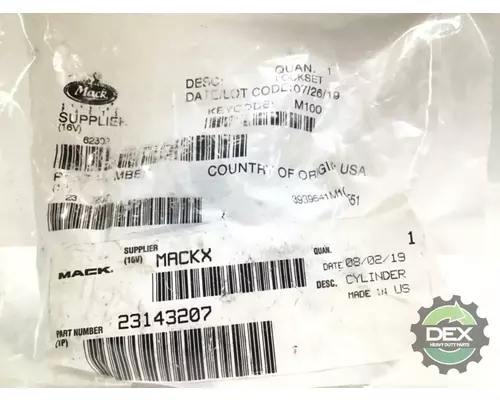 Mack
QUAN. 1
DESC: LOCKSET
DATE/LOT CODE: 07/26/19
KEYCODE: M100
SUPPLIER
(16V)
COUNTRY OF ORIGIN USA
SUPPLIER
(16V) MACKX
QUAN. 1
MACK.
DATE 08/02/19
DESC. CYLINDER
MADE IN US
PART NUMBER
(1P) 23143207
DEX
HEAVY DUTY PARTS